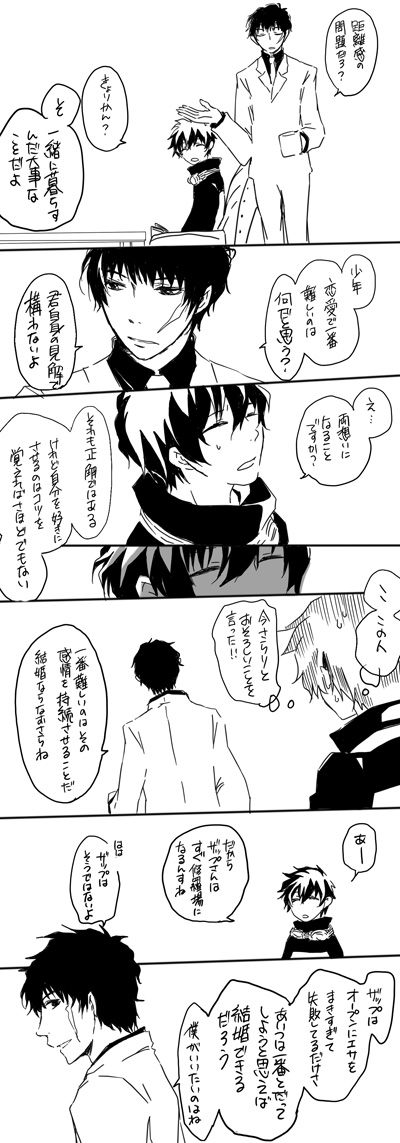 距離感の
問題だろ？
きょりかん？
そ
一緒に暮らす
んだ大事な
ことだよ
少年
恋愛で一番
難しいのは
何だと思う？
君自身の見解で
構わないよ
え…
両想いに
なること
ですか？
それも正解ではある
けれど自分を好きに
させるのはコツを
覚えればさほどでもない
こ この人
今さらりと
おそろしいことを
言った！！
一番難しいのはその
感情を持続させることだ
結婚ならなおさらね
あー
だから
ザップさんは
すぐ修羅場に
なるんすね
はは
ザップは
そうではないよ
ザップは
オープンにエサを
まきすぎて
失敗してるだけさ
あいつは一番とだって
しようと思えば
結婚できる
だろう
僕がいいたいのはね